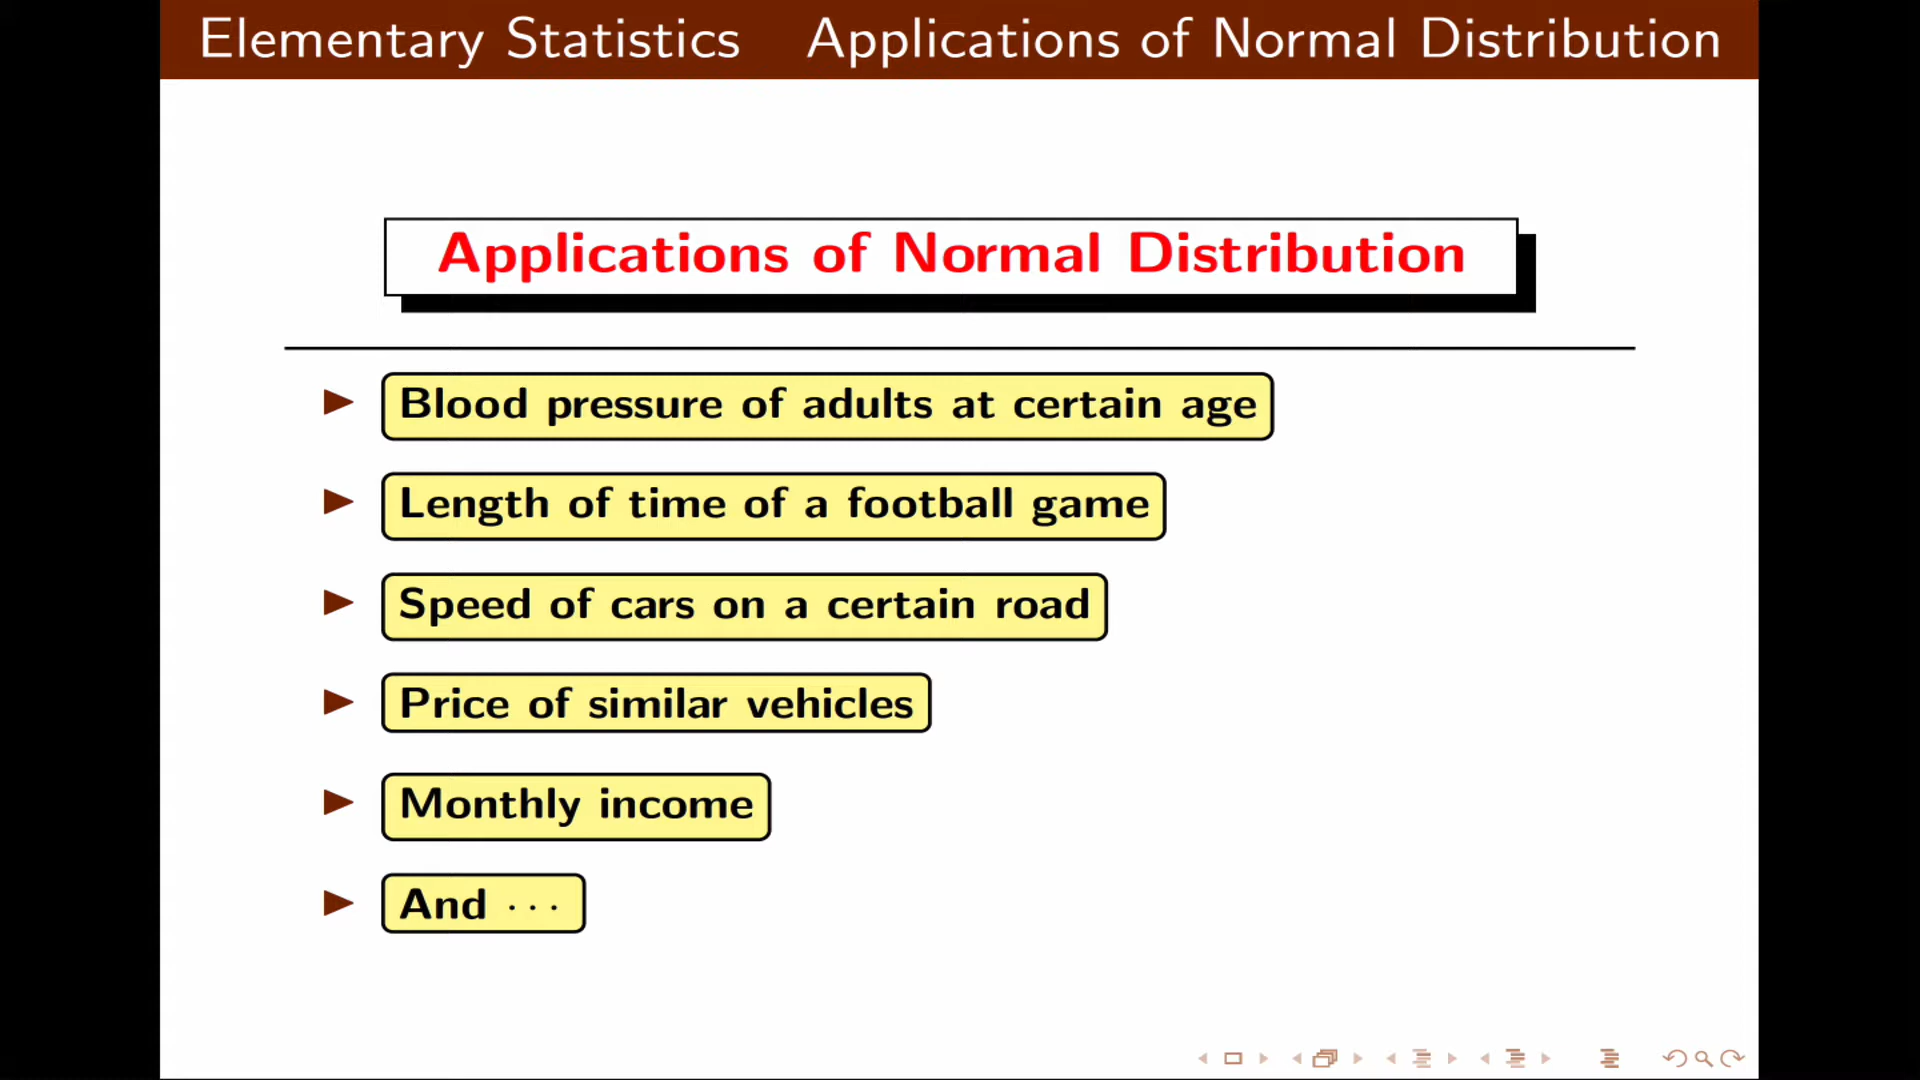 Elementary Statistics Applications of Normal Distribution
Applications of Normal Distribution
Blood pressure of adults at certain age
Length of time of a football game
Speed of cars on a certain road
Price of similar vehicles
Monthly income
And ···